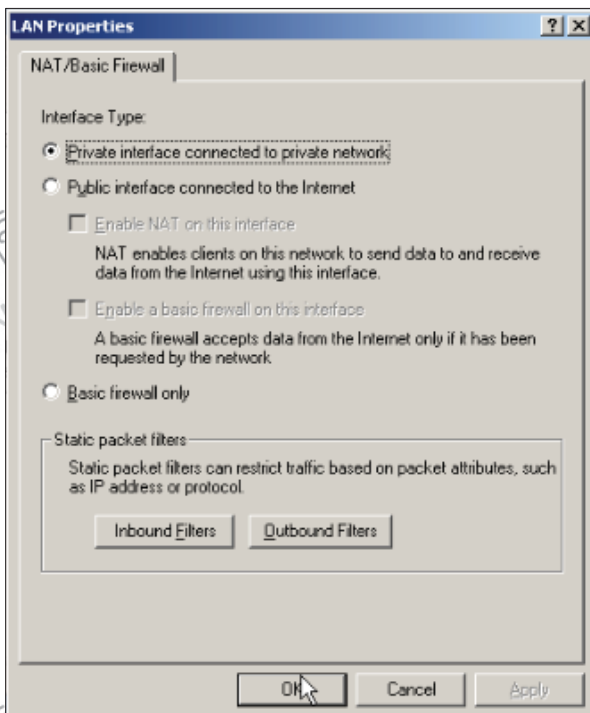 LAN Properties
NAT/Basic Firewall
Interface Type:
Private interface connected to private network
Public interface connected to the Internet
Enable NAT on this interface
NAT enables clients on this network to send data to and receive
data from the Internet using this interface.
Enable a basic firewall on this interface
A basic firewall accepts data from the Internet only if it has been
requested by the network
Basic firewall only
Static packet filters
Static packet filters can restrict traffic based on packet attributes, such
as IP address or protocol.
Inbound Filters
Outbound Filters
OK
Cancel
Apply